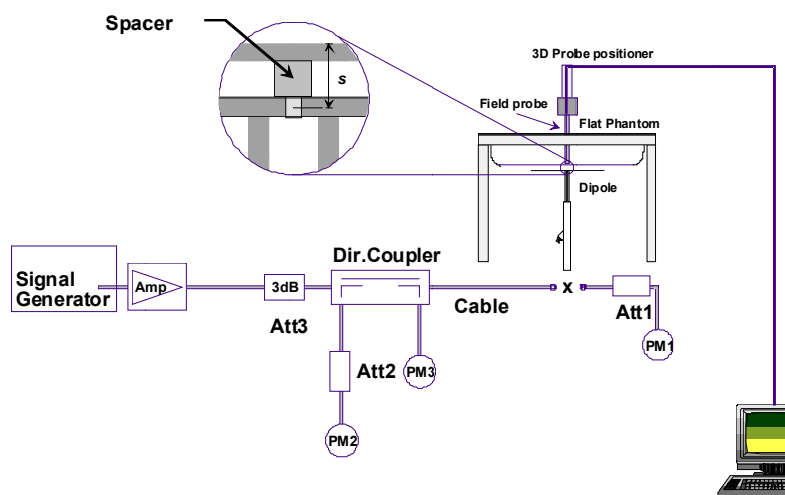 Spacer
s
3D Probe positioner
Field probe
Flat Phantom
Dipole
Signal
Generator
Amp
3dB
Att3
Dir.Coupler
Cable
x
Att1
PM1
Att2
PM3
PM2